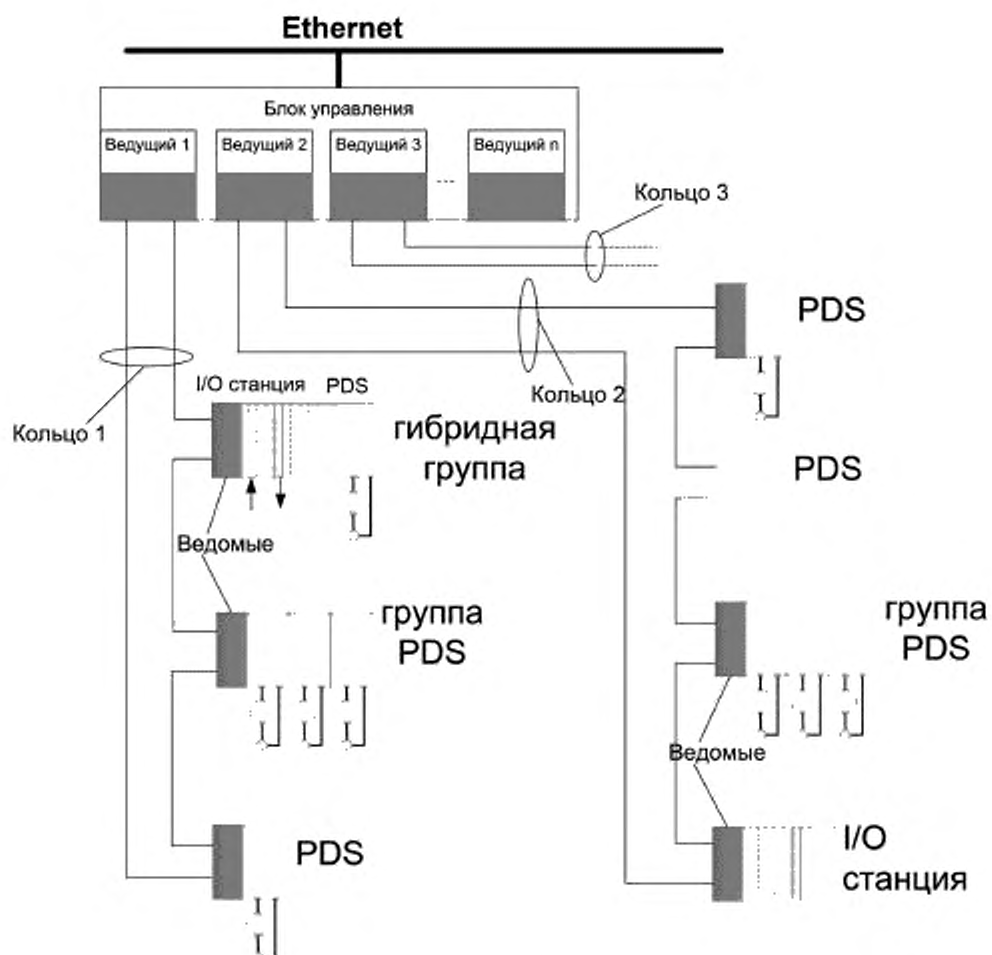 Ethernet
Блок управления
Ведущий 1
Ведущий 2
Ведущий 3
Ведущий n
Кольцо 3
PDS
Кольцо 2
Кольцо 1
I/O станция
PDS
гибридная
группа
PDS
Ведомые
группа
PDS
группа
PDS
Ведомые
PDS
I/O
станция